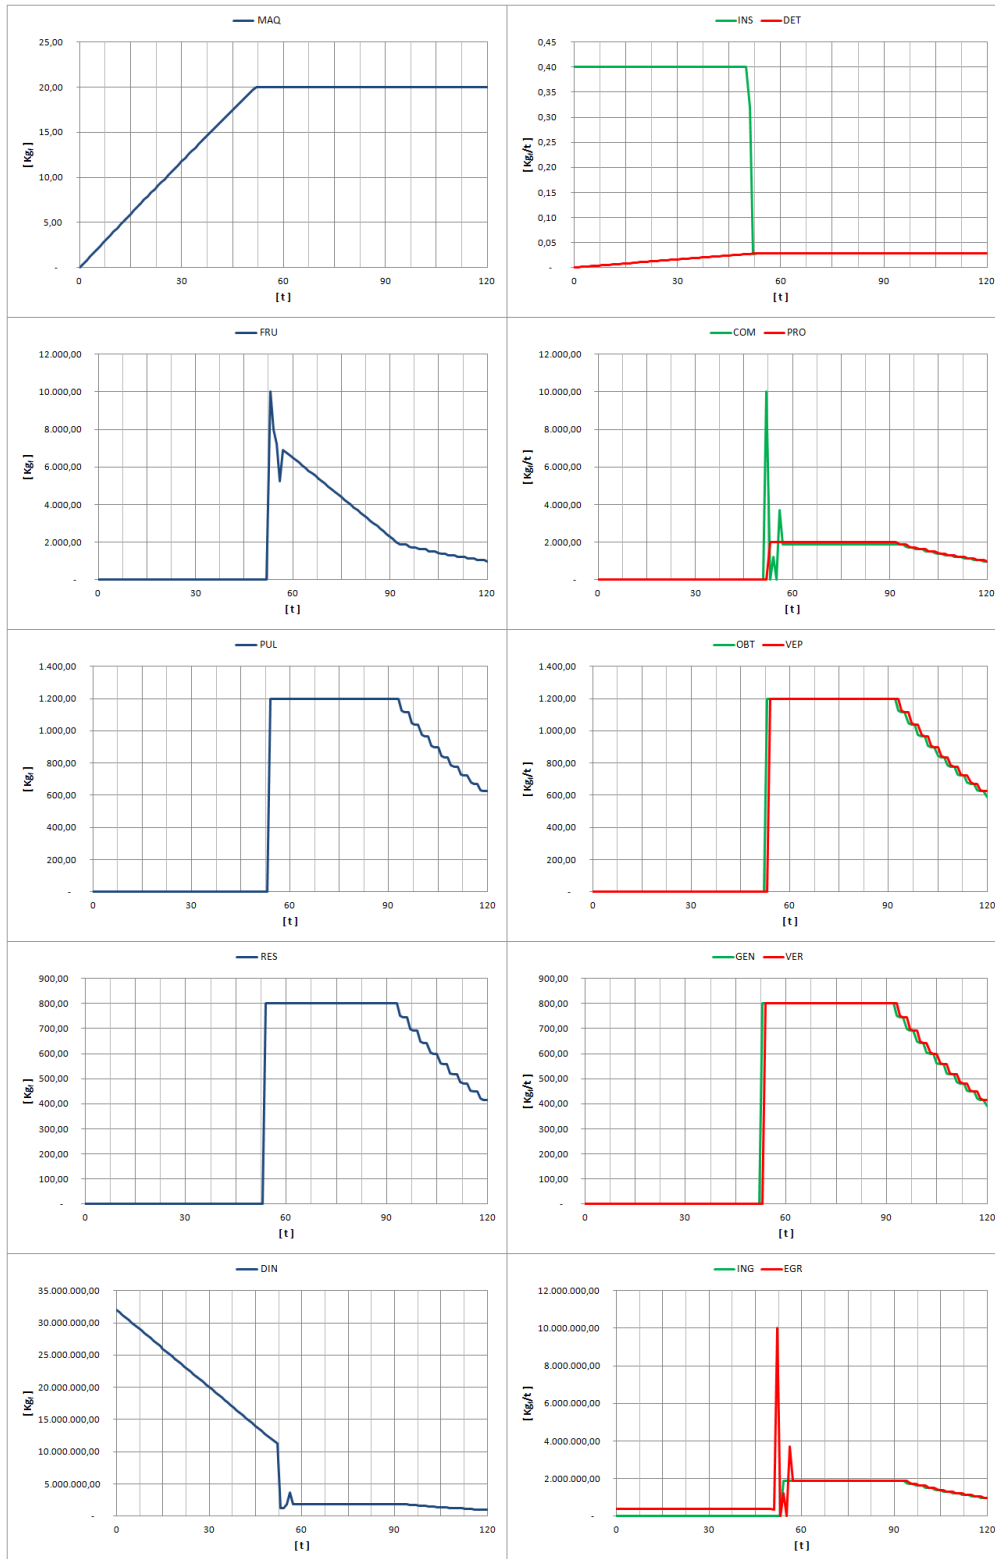 MAQ
25,00
20,00
15,00
10,00
5,00
-
[ Kgf ]
0 30 60 90 120
[ t ]
INS DET
0,45
0,40
0,35
0,30
0,25
0,20
0,15
0,10
0,05
-
[ Kgf/t ]
0 30 60 90 120
[ t ]
FRU
12.000,00
10.000,00
8.000,00
6.000,00
4.000,00
2.000,00
-
[ Kgf ]
0 30 60 90 120
[ t ]
COM PRO
12.000,00
10.000,00
8.000,00
6.000,00
4.000,00
2.000,00
-
[ Kgf/t ]
0 30 60 90 120
[ t ]
PUL
1.400,00
1.200,00
1.000,00
800,00
600,00
400,00
200,00
-
[ Kgf ]
0 30 60 90 120
[ t ]
OBT VEP
1.400,00
1.200,00
1.000,00
800,00
600,00
400,00
200,00
-
[ Kgf/t ]
0 30 60 90 120
[ t ]
RES
900,00
800,00
700,00
600,00
500,00
400,00
300,00
200,00
100,00
-
[ Kgf ]
0 30 60 90 120
[ t ]
GEN VER
900,00
800,00
700,00
600,00
500,00
400,00
300,00
200,00
100,00
-
[ Kgf/t ]
0 30 60 90 120
[ t ]
DIN
35.000.000,00
30.000.000,00
25.000.000,00
20.000.000,00
15.000.000,00
10.000.000,00
5.000.000,00
-
[ Kgf ]
0 30 60 90 120
[ t ]
ING EGR
12.000.000,00
10.000.000,00
8.000.000,00
6.000.000,00
4.000.000,00
2.000.000,00
-
[ Kgf/t ]
0 30 60 90 120
[ t ]